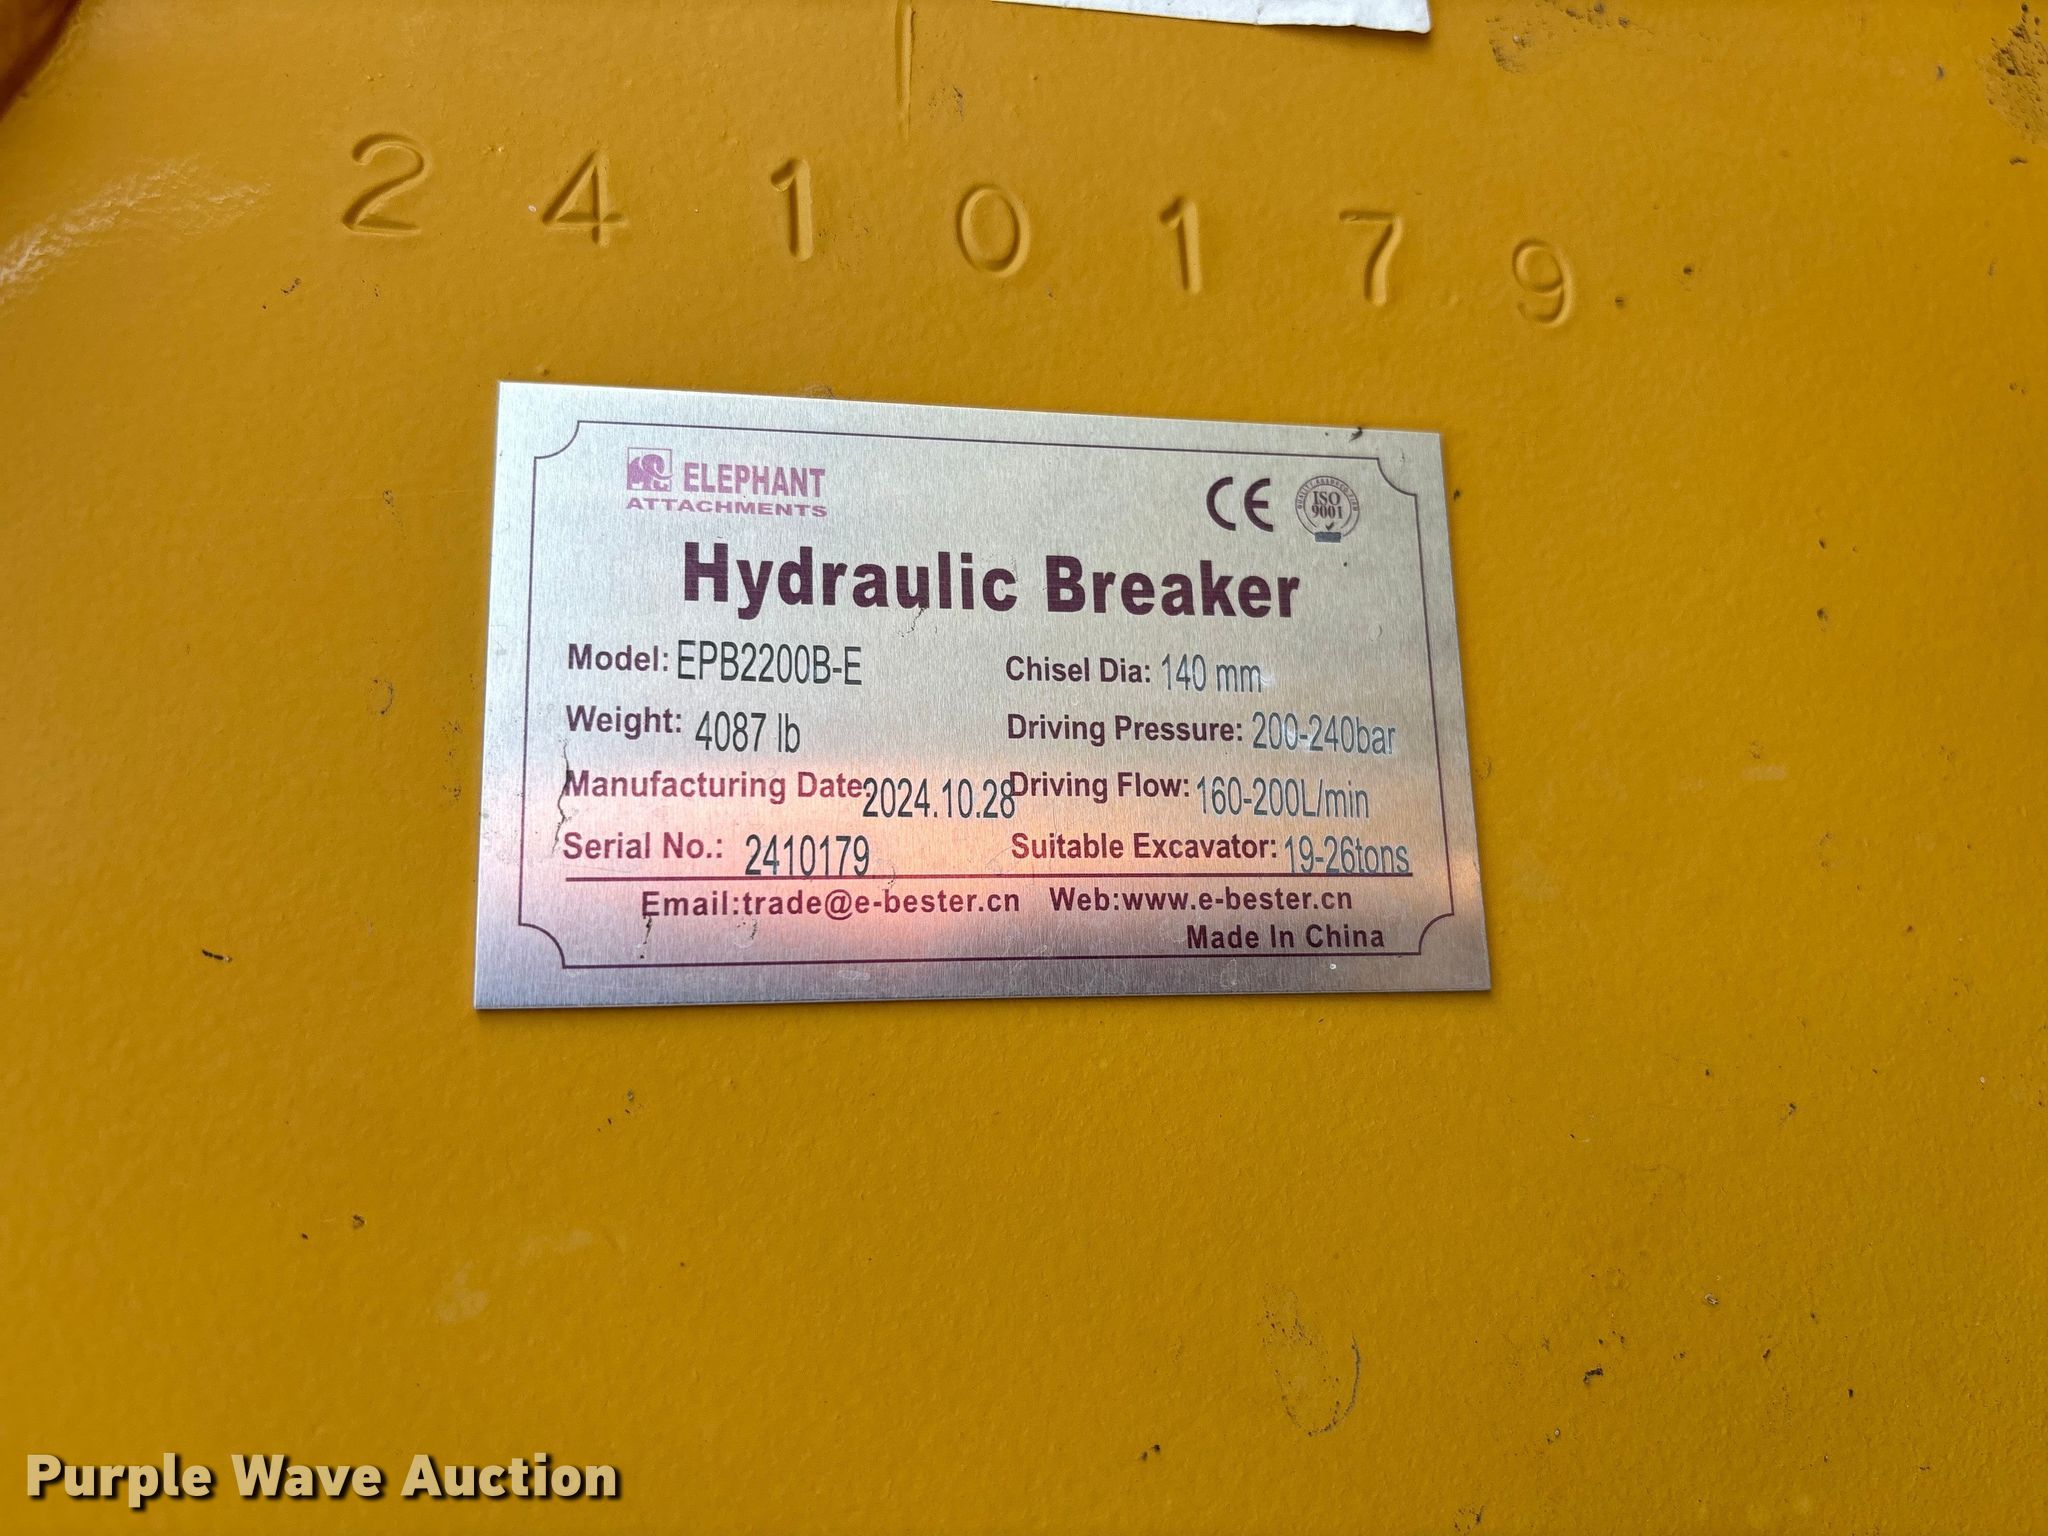 2410179
ELEPHANT
ATTACHMENTS
CE
ISO
9001
Hydraulic Breaker
Model: EPB2200B-E
Chisel Dia: 140 mm
Weight: 4087 lb
Driving Pressure: 200-240bar
Manufacturing Date: 2024.10.28
Driving Flow: 160-200L/min
Serial No.: 2410179
Suitable Excavator: 19-26tons
Email:trade@e-bester.cn Web:www.e-bester.cn
Made In China
Purple Wave Auction